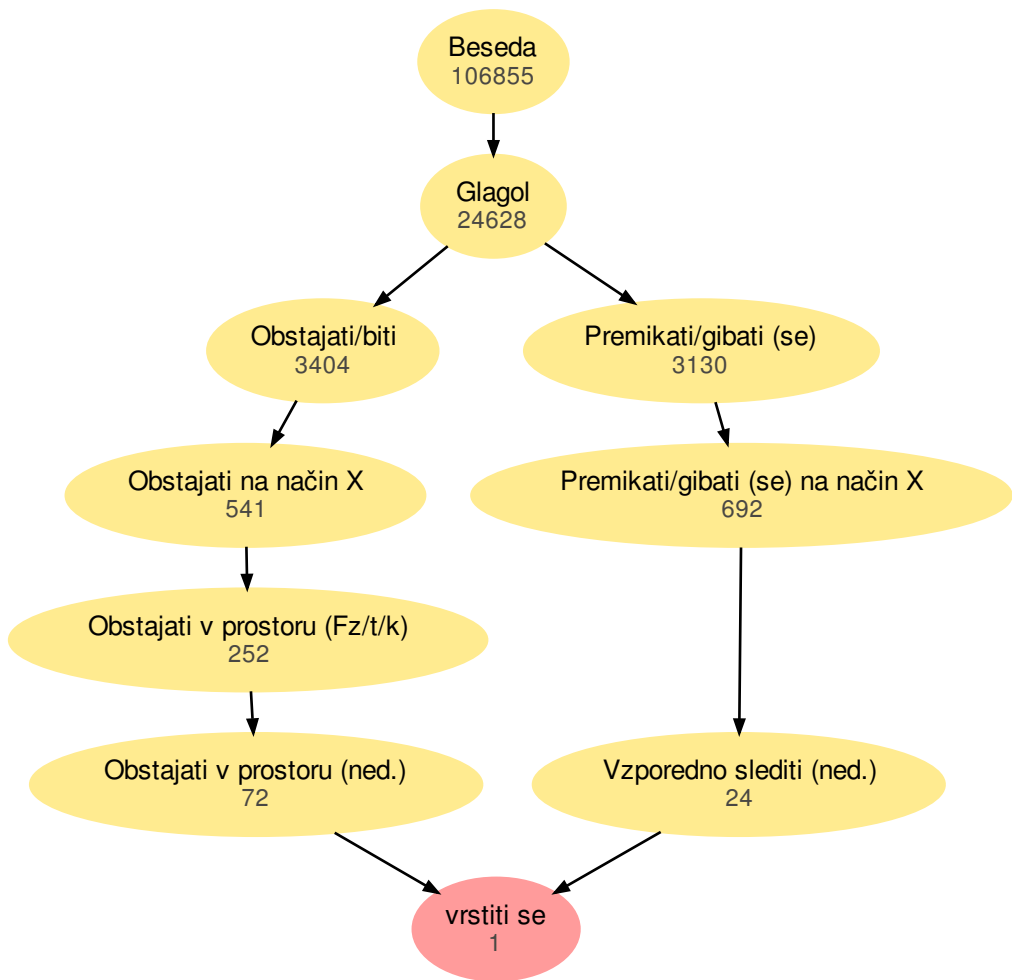 Beseda
106855
Glagol
24628
Obstajati/biti
3404
Premikati/gibati (se)
3130
Obstajati na način X
541
Premikati/gibati (se) na način X
692
Obstajati v prostoru (Fz/t/k)
252
Obstajati v prostoru (ned.)
72
Vzporedno slediti (ned.)
24
vrstiti se
1